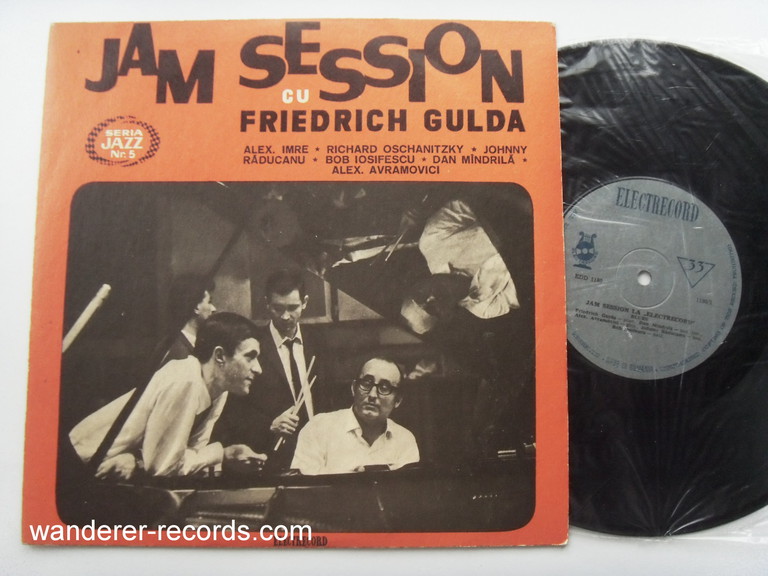 JAM SESSION
CU
FRIEDRICH GULDA
SERIA
JAZZ
Nr. 5
ALEX. IMRE * RICHARD OSCHANITZKY * JOHNNY
RĂDUCANU * BOB IOSIFESCU * DAN MÎNDRILĂ *
ALEX. AVRAMOVICI
ELECTRECORD
33
JAM SESSION LA „ELECTRECORD"
wanderer-records.com
ELECTRECORD